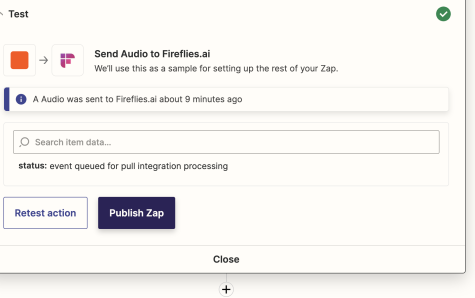 Test
Send Audio to Fireflies.ai
We'll use this as a sample for setting up the rest of your Zap.
A Audio was sent to Fireflies.ai about 9 minutes ago
Search item data...
status: event queued for pull integration processing
Retest action
Publish Zap
Close